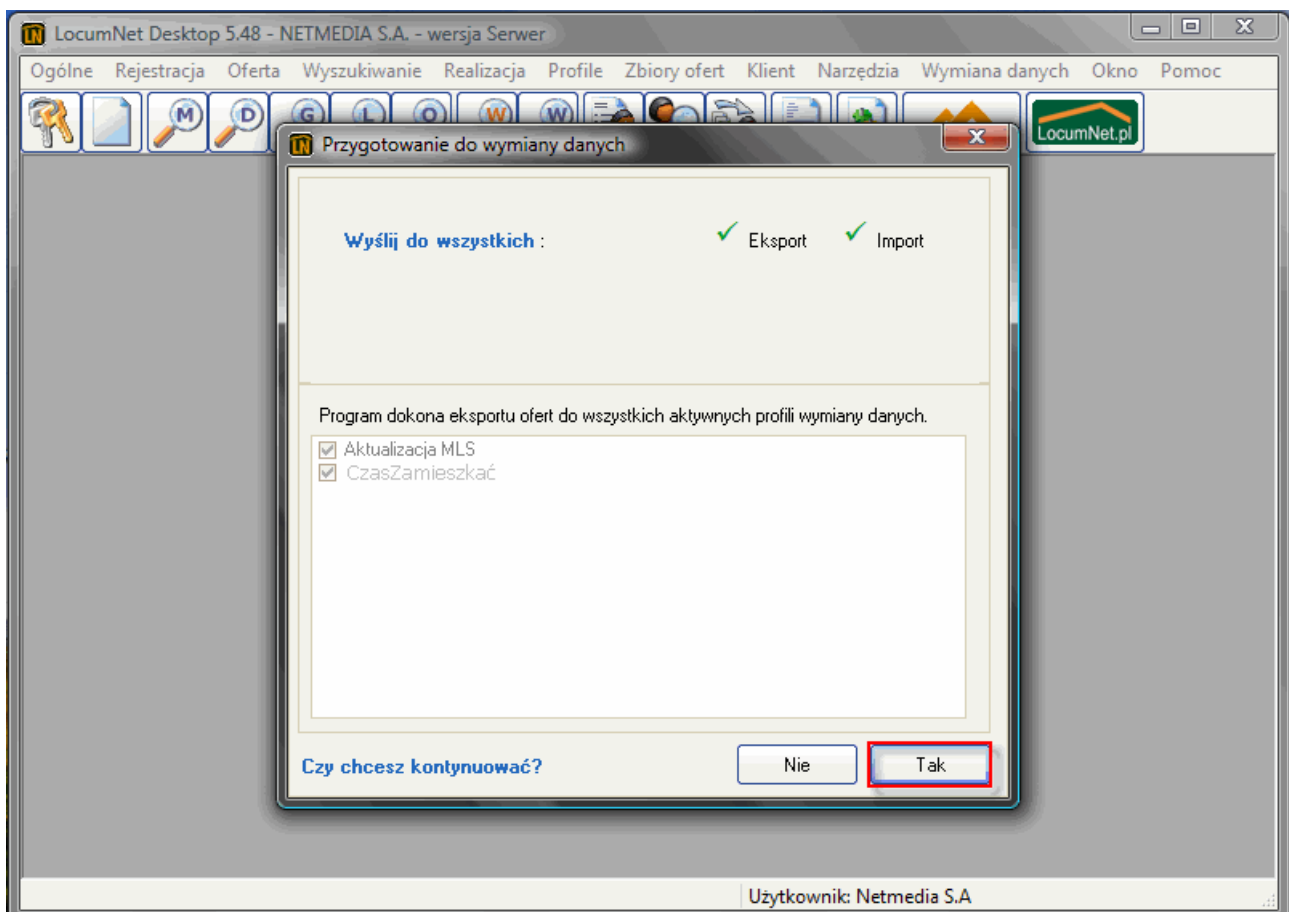 LocumNet Desktop 5.48 - NETMEDIA S.A. - wersja Serwer
Ogólne Rejestracja Oferta Wyszukiwanie Realizacja Profile Zbiory ofert Klient Narzędzia Wymiana danych Okno Pomoc
M D G L O W W LocumNet.pl
Przygotowanie do wymiany danych
Wyślij do wszystkich : Eksport Import
Program dokona eksportu ofert do wszystkich aktywnych profili wymiany danych.
Aktualizacja MLS
CzasZamieszkać
Czy chcesz kontynuować? Nie Tak
Użytkownik: Netmedia S.A